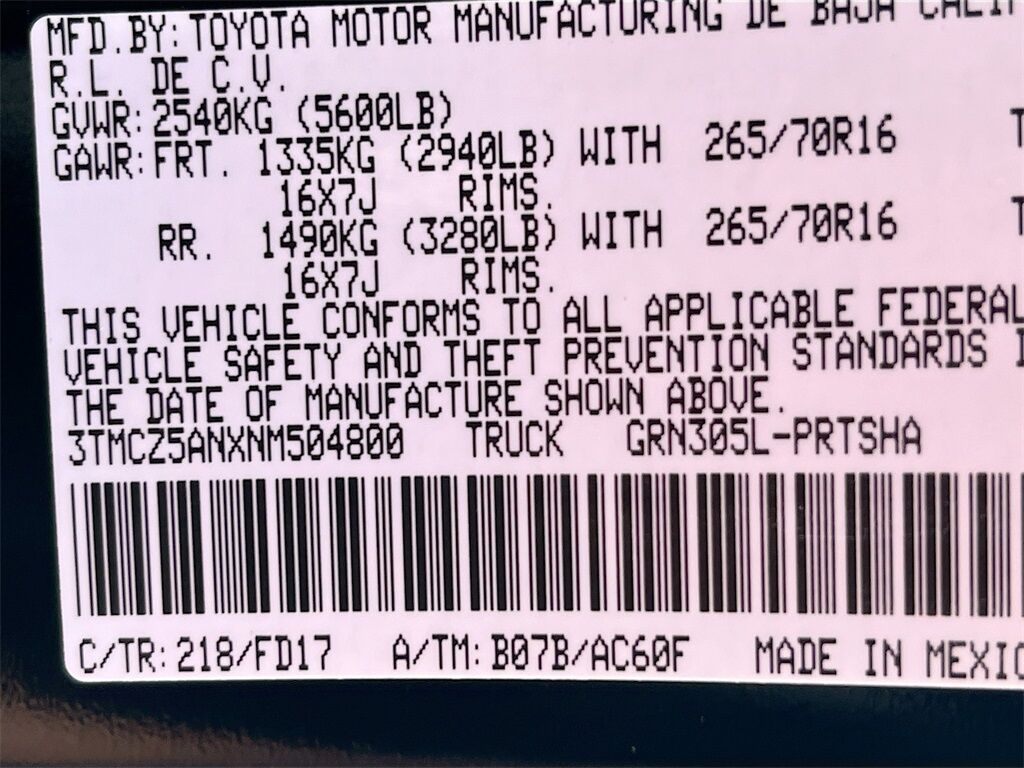 MFD.BY:TOYOTA MOTOR MANUFACTURING DE BAJA CALIF
R.L. DE C.V.
GVWR:2540KG (5600LB)
GAWR:FRT. 1335KG (2940LB) WITH 265/70R16 T
16X7J RIMS.
RR. 1490KG (3280LB) WITH 265/70R16 T
16X7J RIMS.
THIS VEHICLE CONFORMS TO ALL APPLICABLE FEDERAL
VEHICLE SAFETY AND THEFT PREVENTION STANDARDS I
THE DATE OF MANUFACTURE SHOWN ABOVE.
3TMCZ5ANXNM504800 TRUCK GRN305L-PRTSHA
C/TR:218/FD17 A/TM:B07B/AC60F MADE IN MEXIC